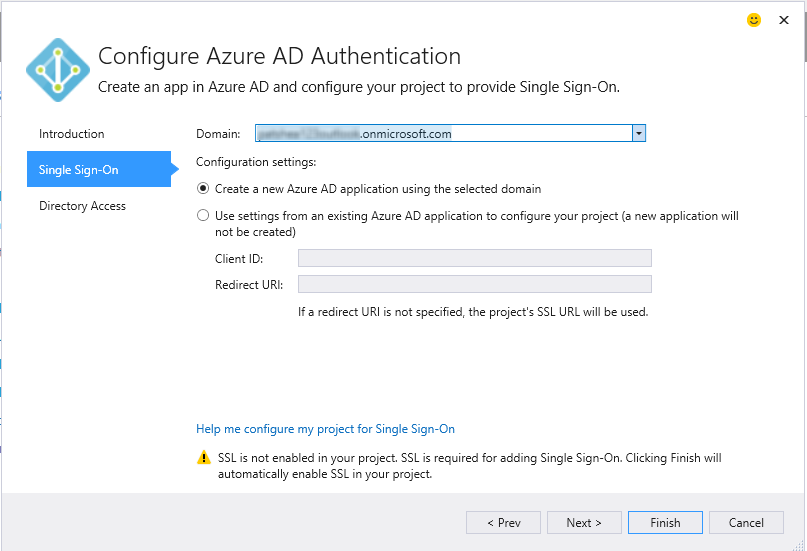 Configure Azure AD Authentication
Create an app in Azure AD and configure your project to provide Single Sign-On.
Introduction
Single Sign-On
Directory Access
Domain: .onmicrosoft.com
Configuration settings:
Create a new Azure AD application using the selected domain
Use settings from an existing Azure AD application to configure your project (a new application will
not be created)
Client ID:
Redirect URI:
If a redirect URI is not specified, the project's SSL URL will be used.
Help me configure my project for Single Sign-On
SSL is not enabled in your project. SSL is required for adding Single Sign-On. Clicking Finish will
automatically enable SSL in your project.
< Prev
Next >
Finish
Cancel